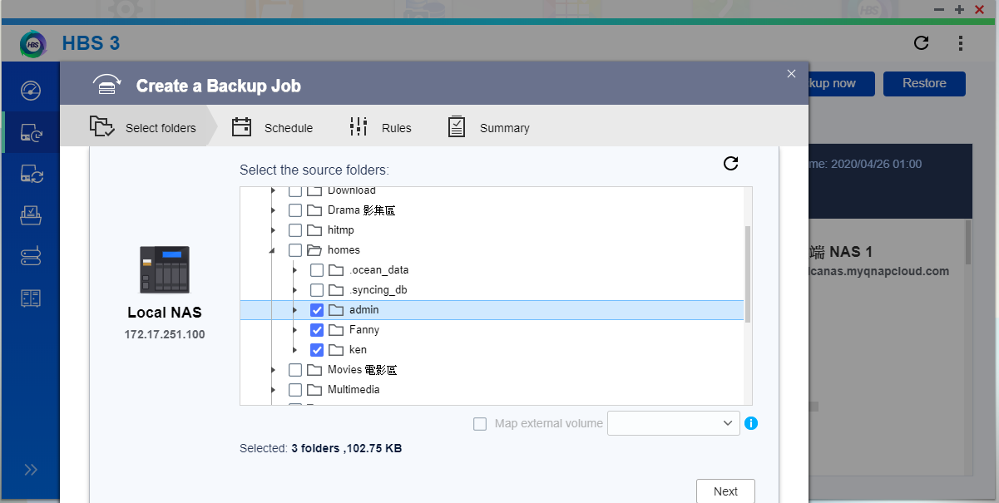 HBS
HBS
HBS 3
Create a Backup Job
kup now
Restore
Select folders
Schedule
Rules
Summary
me: 2020/04/26 01:00
Select the source folders:
Download
Drama 影集區
hitmp
homes
.ocean_data
.syncing_db
admin
Fanny
ken
Movies 電影區
Multimedia
Local NAS
172.17.251.100
端 NAS 1
lcanas.myqnapcloud.com
Map external volume
Selected: 3 folders ,102.75 KB
Next